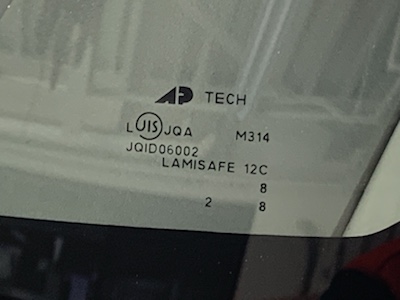 AP TECH
L JIS JQA M314
JQID06002
LAMISAFE 12C
8
2 8